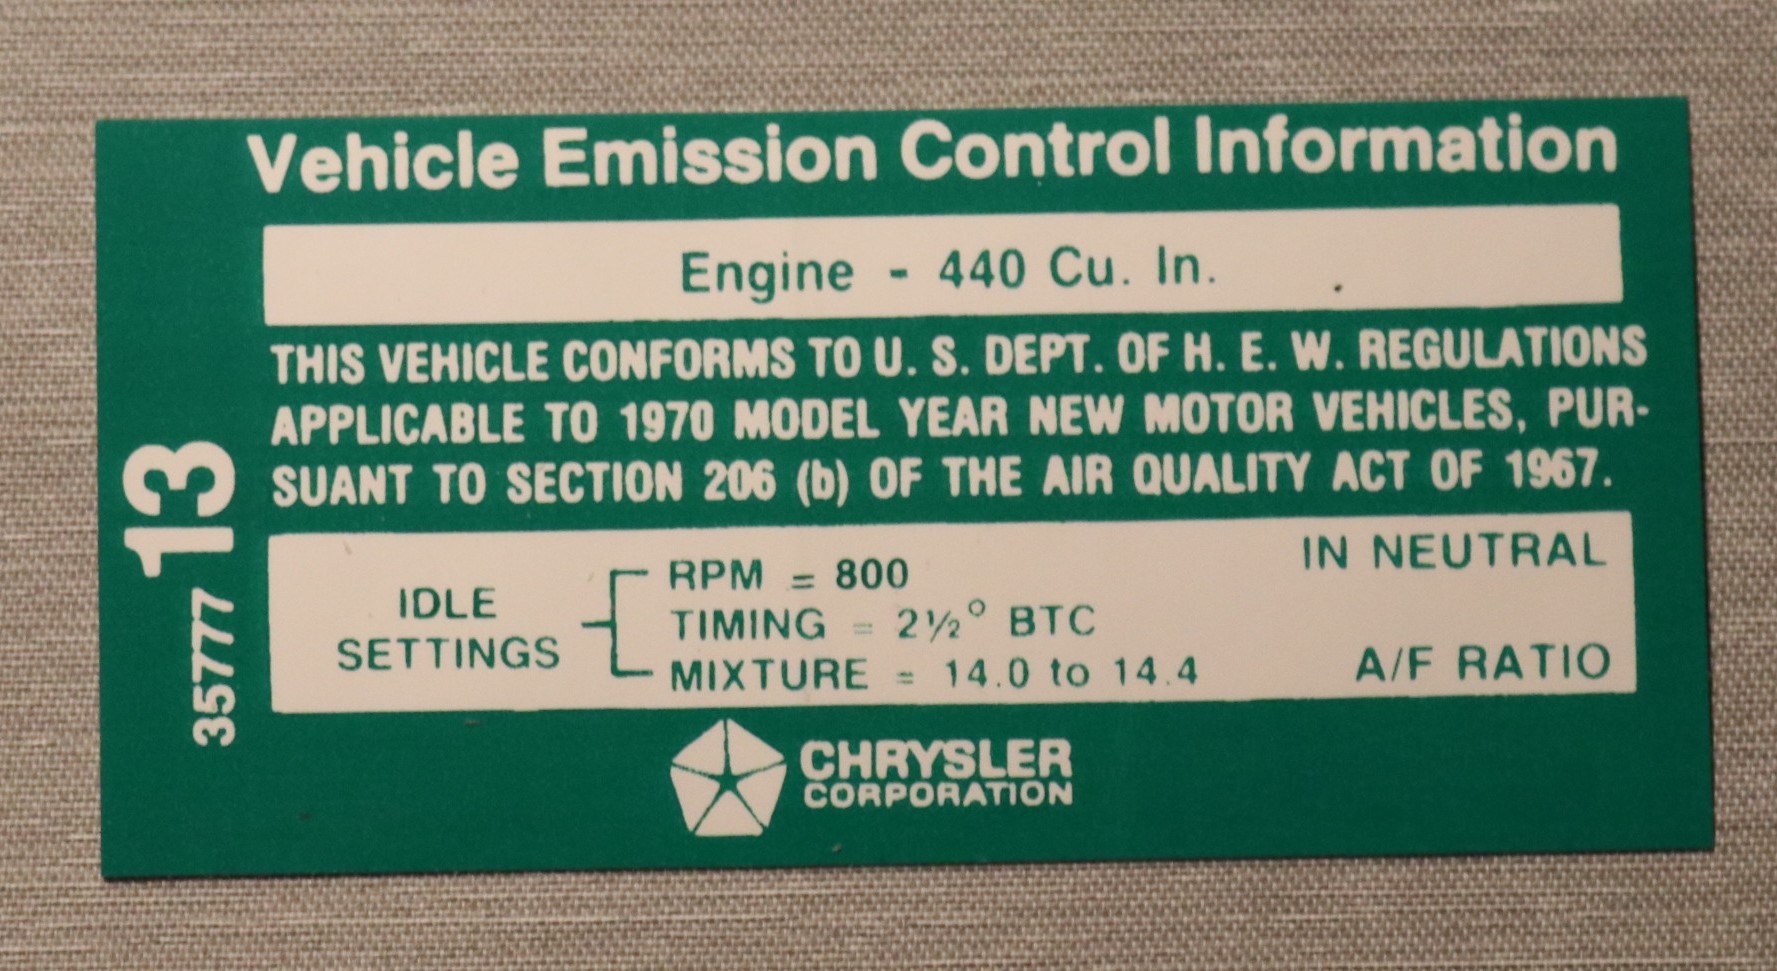 Vehicle Emission Control Information
Engine - 440 Cu. In.
THIS VEHICLE CONFORMS TO U. S. DEPT. OF H. E. W. REGULATIONS
APPLICABLE TO 1970 MODEL YEAR NEW MOTOR VEHICLES, PUR-
SUANT TO SECTION 206 (b) OF THE AIR QUALITY ACT OF 1967.
IDLE
SETTINGS
RPM = 800 IN NEUTRAL
TIMING = 2½° BTC
MIXTURE = 14.0 to 14.4 A/F RATIO
CHRYSLER
CORPORATION
35777 13